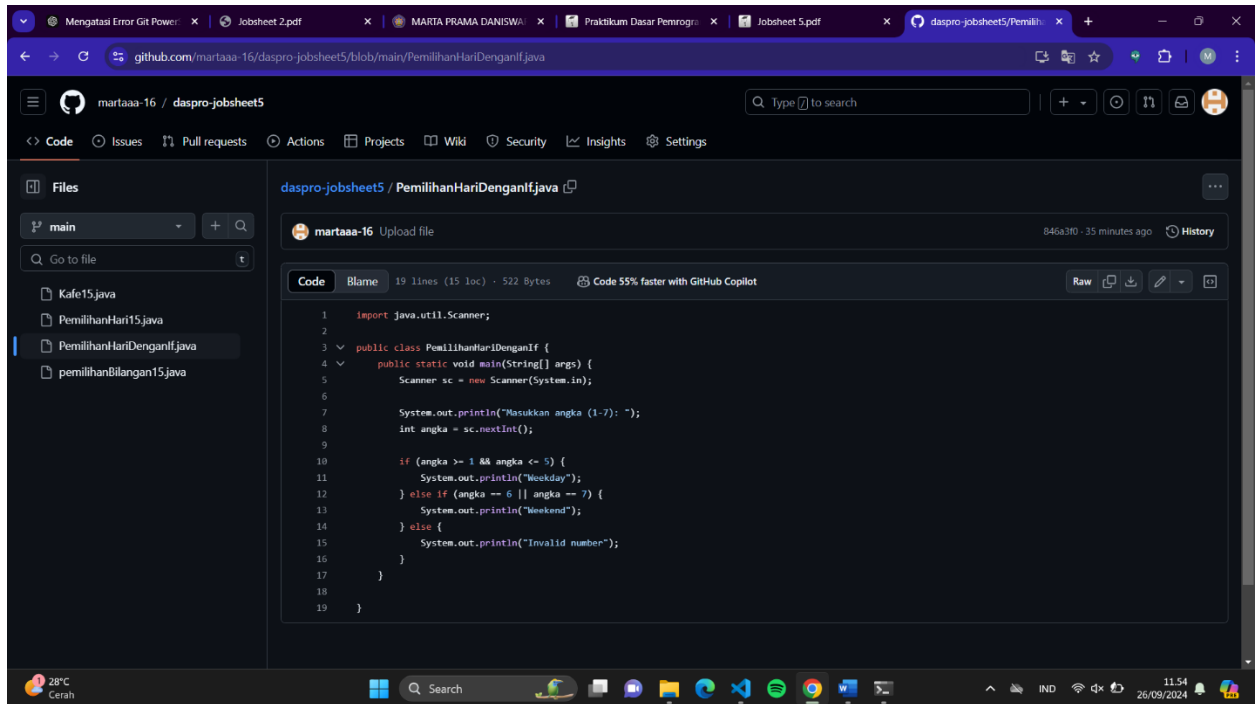 Mengatasi Error Git Power
Jobsheet 2.pdf
MARTA PRAMA DANISWA
Praktikum Dasar Pemrogra
Jobsheet 5.pdf
daspro-jobsheet5/Pemiliha
github.com/martaaa-16/daspro-jobsheet5/blob/main/PemilihanHariDenganIf.java
M
martaaa-16 / daspro-jobsheet5
Type / to search
Code
Issues
Pull requests
Actions
Projects
Wiki
Security
Insights
Settings
Files
daspro-jobsheet5 / PemilihanHariDenganIf.java
main
martaaa-16 Upload file
846a3f0 · 35 minutes ago
History
Go to file
t
Code
Blame
19 lines (15 loc) · 522 Bytes
Code 55% faster with GitHub Copilot
Raw
Kafe15.java
PemilihanHari15.java
PemilihanHariDenganIf.java
pemilihanBilangan15.java
1 import java.util.Scanner;
2
3 public class PemilihanHariDenganIf {
4 public static void main(String[] args) {
5 Scanner sc = new Scanner(System.in);
6
7 System.out.println("Masukkan angka (1-7): ");
8 int angka = sc.nextInt();
9
10 if (angka >= 1 && angka <= 5) {
11 System.out.println("Weekday");
12 } else if (angka == 6 || angka == 7) {
13 System.out.println("Weekend");
14 } else {
15 System.out.println("Invalid number");
16 }
17 }
18
19 }
1
28°C
Cerah
Search
IND
11.54
26/09/2024